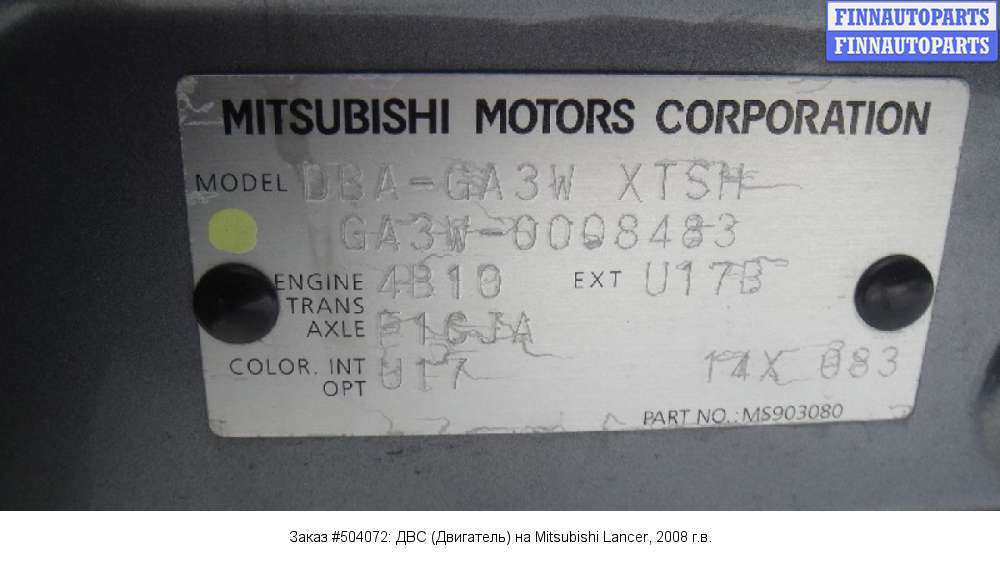 FINNAUTOPARTS
FINNAUTOPARTS
MITSUBISHI MOTORS CORPORATION
MODEL DBA-GA3W XTSH
GA3W-0008483
ENGINE 4B10 EXT U17B
TRANS
AXLE F1CJA
COLOR. INT U17 14X 083
OPT
PART NO.: MS903080
Заказ #504072: ДВС (Двигатель) на Mitsubishi Lancer, 2008 г.в.